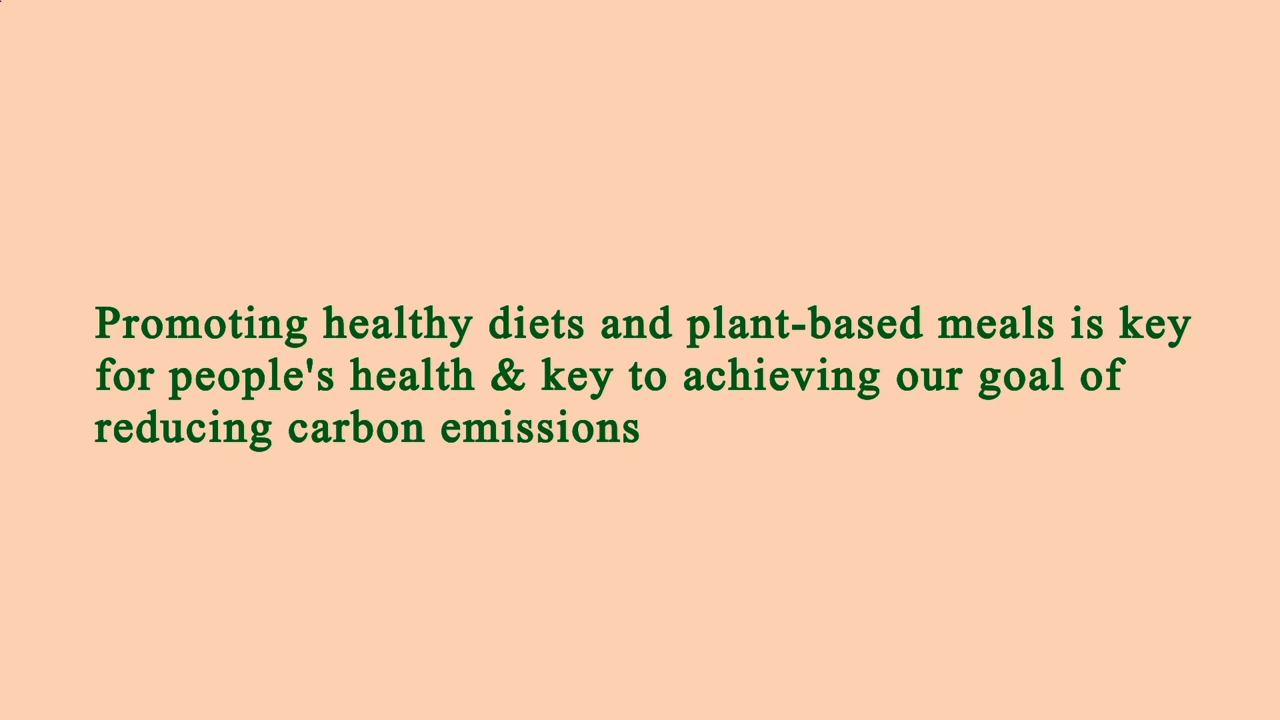 Promoting healthy diets and plant-based meals is key
for people's health & key to achieving our goal of
reducing carbon emissions